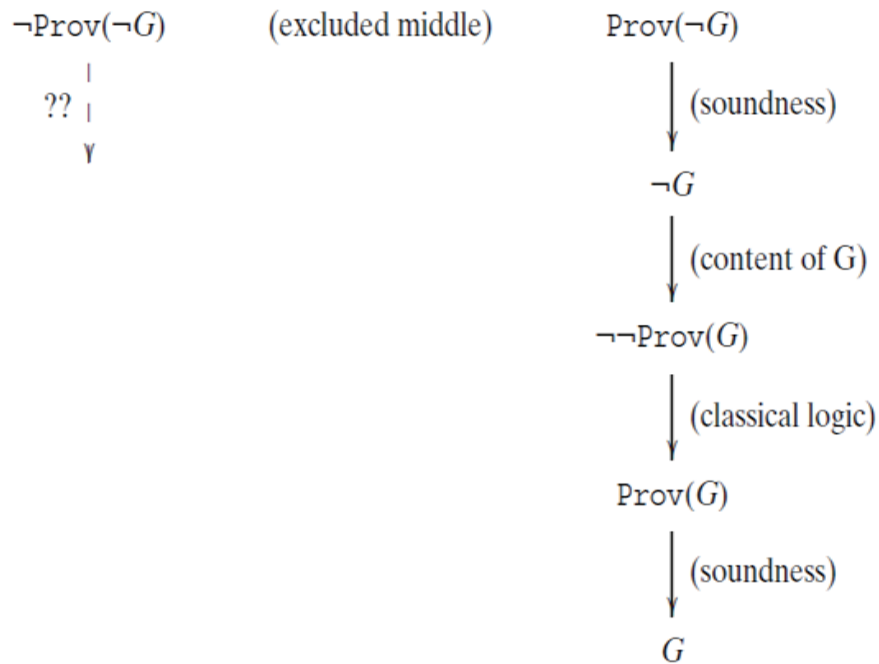 ¬Prov(¬G) (excluded middle) Prov(¬G)
?? (soundness)
¬G
(content of G)
¬¬Prov(G)
(classical logic)
Prov(G)
(soundness)
G